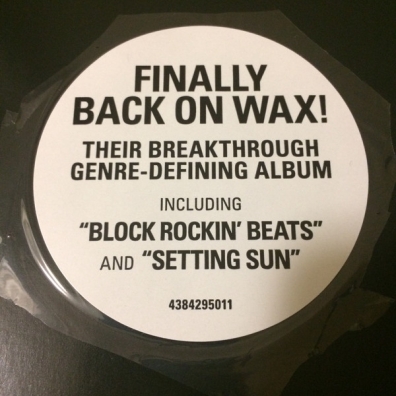 FINALLY
BACK ON WAX!
THEIR BREAKTHROUGH
GENRE-DEFINING ALBUM
INCLUDING
“BLOCK ROCKIN’ BEATS”
AND “SETTING SUN”
4384295011